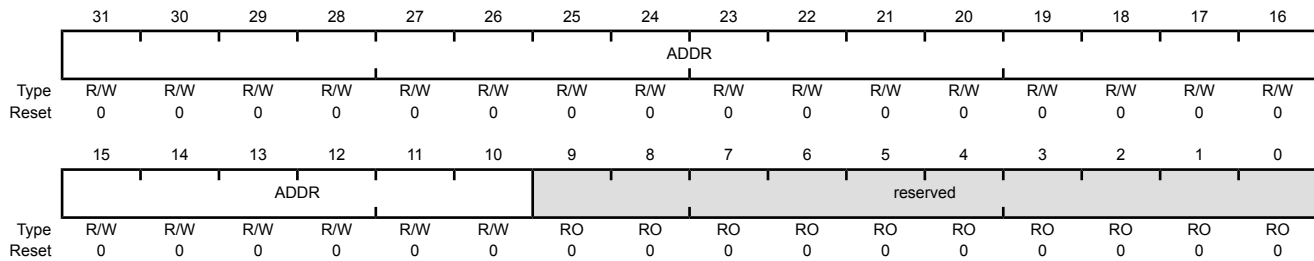 31 30 29 28 27 26 25 24 23 22 21 20 19 18 17 16
ADDR
Type R/W R/W R/W R/W R/W R/W R/W R/W R/W R/W R/W R/W R/W R/W R/W R/W
Reset 0 0 0 0 0 0 0 0 0 0 0 0 0 0 0 0
15 14 13 12 11 10 9 8 7 6 5 4 3 2 1 0
ADDR reserved
Type R/W R/W R/W R/W R/W R/W RO RO RO RO RO RO RO RO RO RO
Reset 0 0 0 0 0 0 0 0 0 0 0 0 0 0 0 0